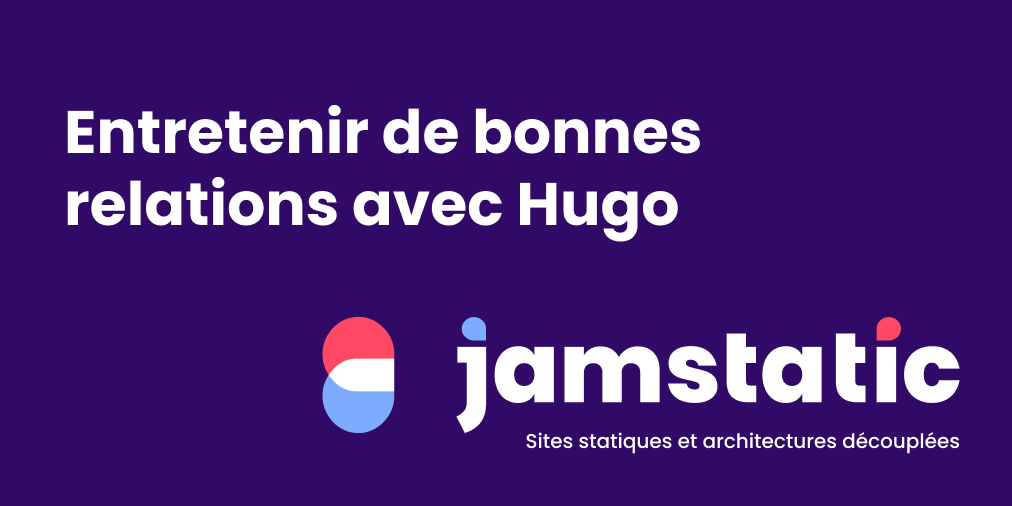 Entretenir de bonnes
relations avec Hugo
jamstatic
Sites statiques et architectures découplées